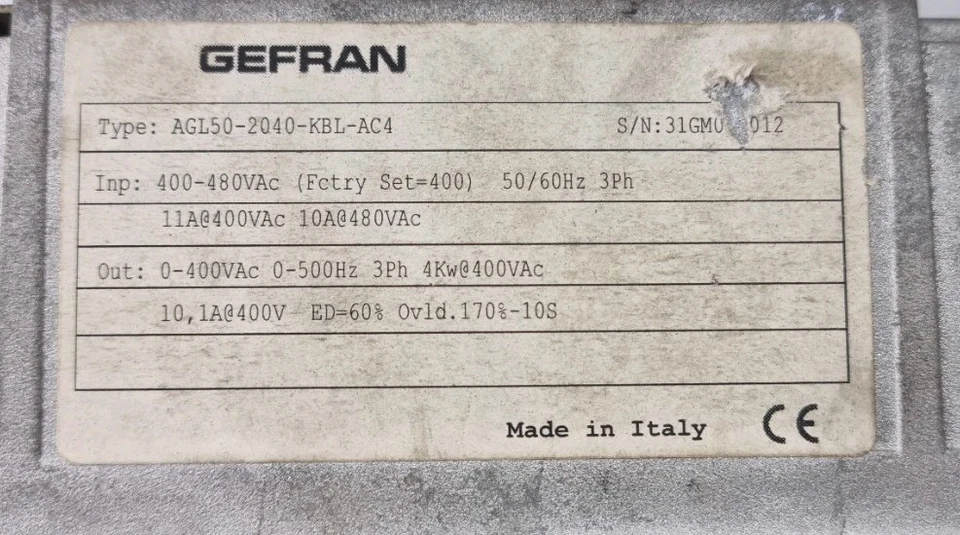 GEFRAN
Type: AGL50-2040-KBL-AC4 S/N:
Inp: 400-480VAc (Fctry Set=400) 50/60Hz 3Ph
11A@400VAc 10A@480VAc
Out: 0-400VAc 0-500Hz 3Ph 4Kw@400VAc
10,1A@400V ED=60% Ovld.170%-10S
Made in Italy CE